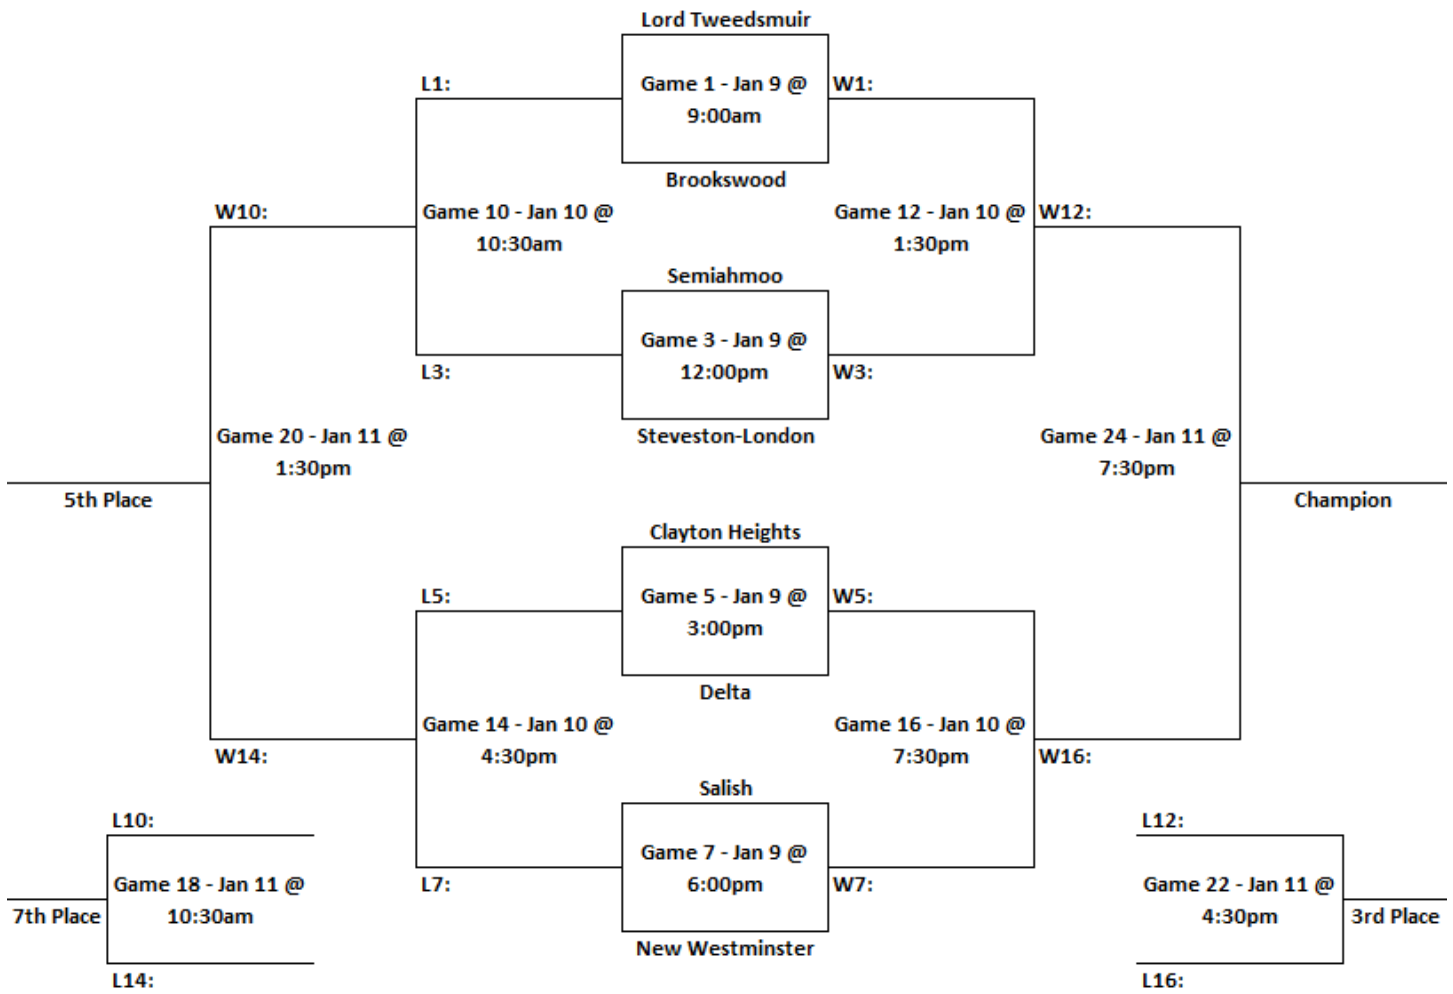 Lord Tweedsmuir
L1:
Game 1 - Jan 9 @
9:00am
W1:
Brookswood
W10:
Game 10 - Jan 10 @
10:30am
Game 12 - Jan 10 @
1:30pm
W12:
Semiahmoo
L3:
Game 3 - Jan 9 @
12:00pm
W3:
Steveston-London
Game 20 - Jan 11 @
1:30pm
Game 24 - Jan 11 @
7:30pm
5th Place
Champion
Clayton Heights
L5:
Game 5 - Jan 9 @
3:00pm
W5:
Delta
W14:
Game 14 - Jan 10 @
4:30pm
Game 16 - Jan 10 @
7:30pm
W16:
Salish
L7:
Game 7 - Jan 9 @
6:00pm
W7:
New Westminster
L10:
Game 18 - Jan 11 @
10:30am
7th Place
L14:
L12:
Game 22 - Jan 11 @
4:30pm
3rd Place
L16: